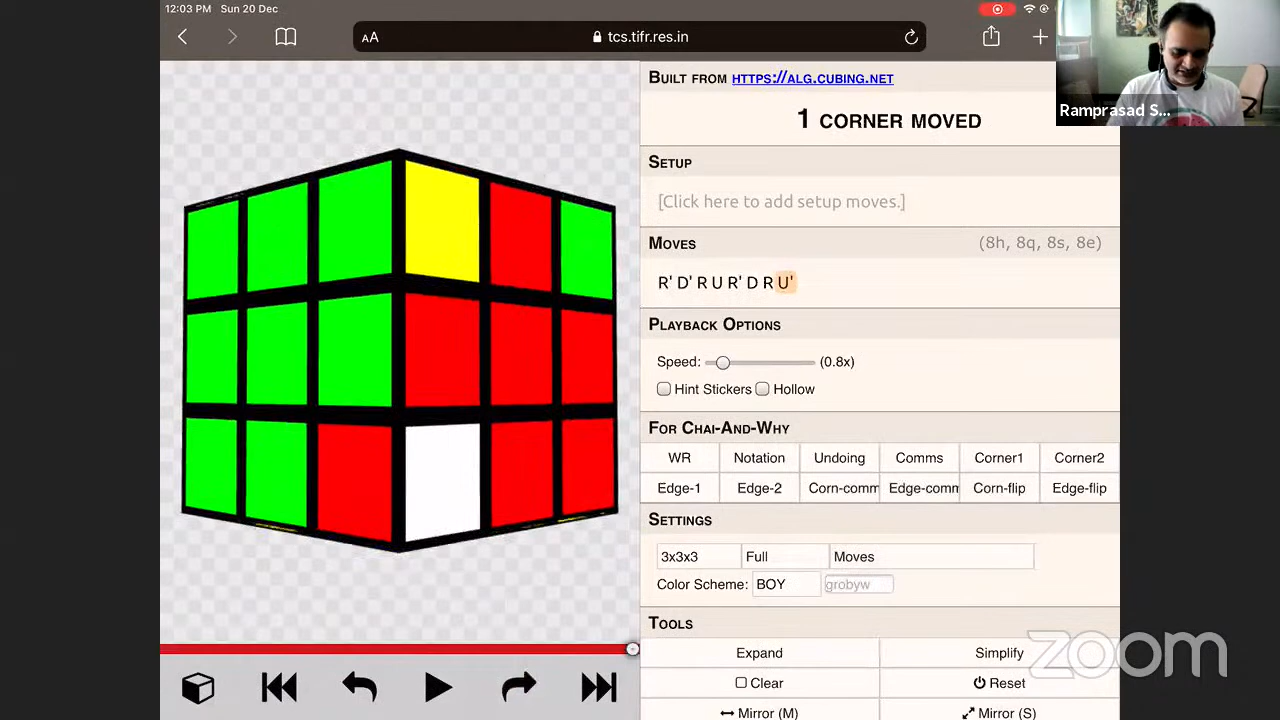 12:03 PM Sun 20 Dec
AA tcs.tifr.res.in
BUILT FROM HTTPS://ALG.CUBING.NET
Ramprasad S...
1 CORNER MOVED
SETUP
[Click here to add setup moves.]
MOVES (8h, 8q, 8s, 8e)
R' D' R U R' D R U'
PLAYBACK OPTIONS
Speed: (0.8x)
Hint Stickers Hollow
FOR CHAI-AND-WHY
WR Notation Undoing Comms Corner1 Corner2
Edge-1 Edge-2 Corn-comm Edge-comm Corn-flip Edge-flip
SETTINGS
3x3x3 Full Moves
Color Scheme: BOY grobyw
TOOLS
Expand Simplify
Clear Reset
Mirror (M) Mirror (S)
zoom